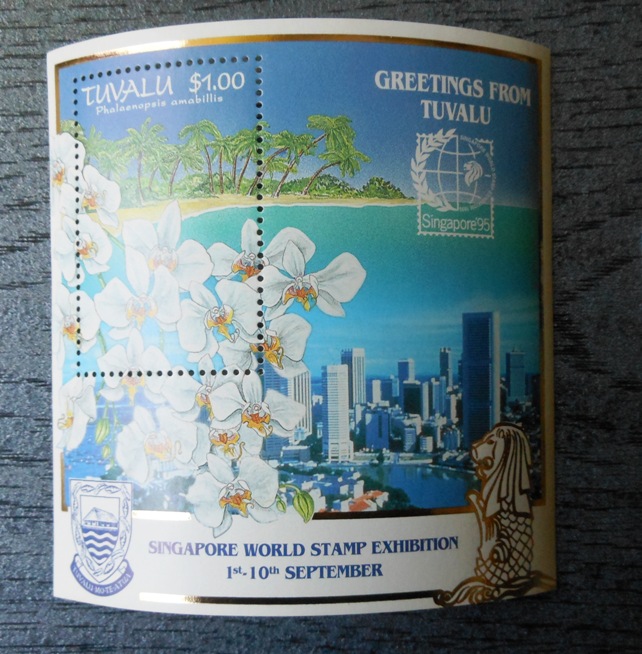 TUVALU $1.00
Phalaenopsis amabillis
GREETINGS FROM
TUVALU
Singapore'95
SINGAPORE WORLD STAMP EXHIBITION
1st-10th SEPTEMBER